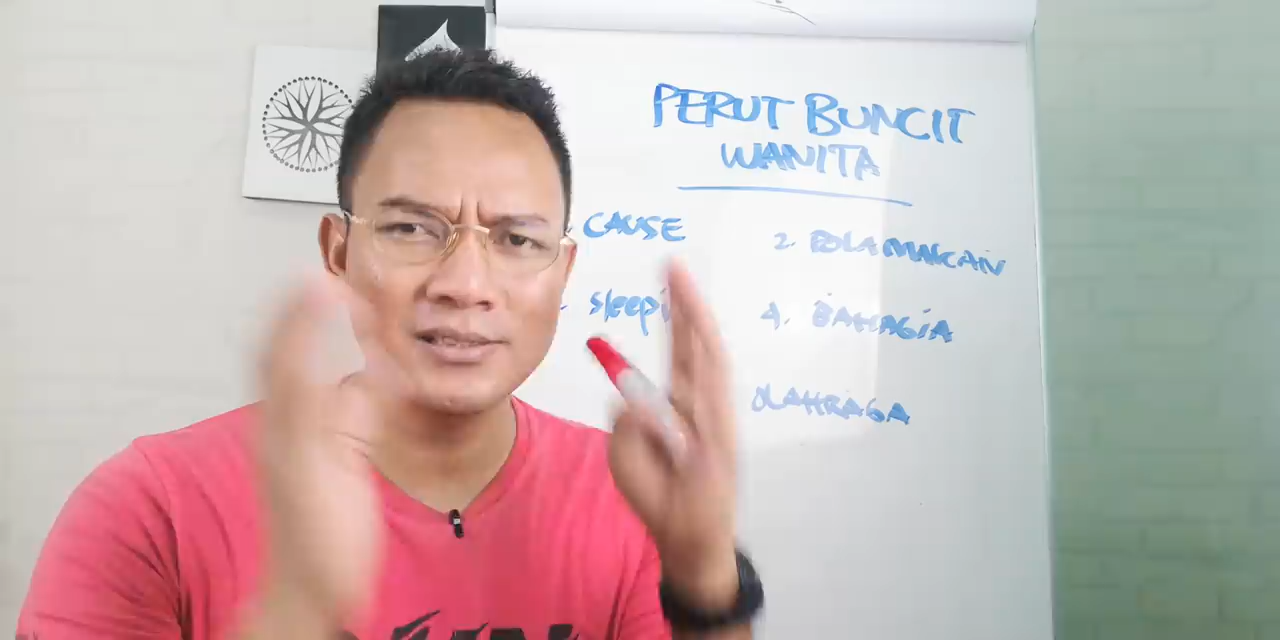 PERUT BUNCIT
WANITA
CAUSE
2. POLA MAKAN
4. BAHAGIA
OLAHRAGA